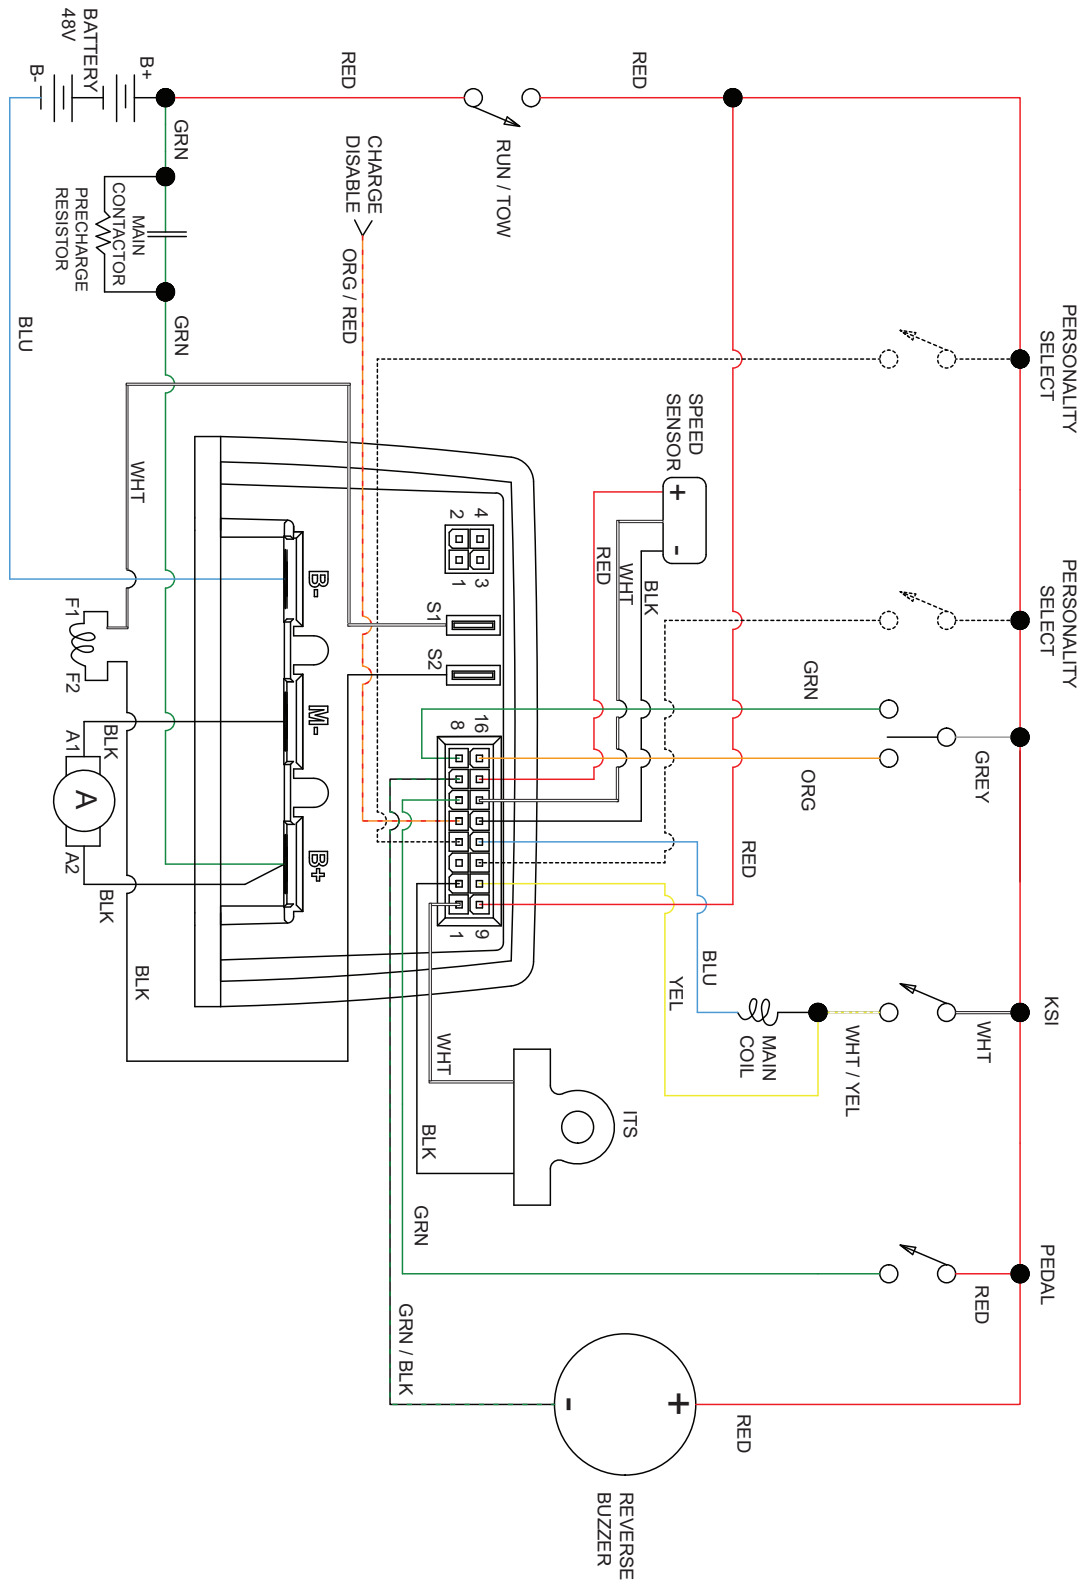 BATTERY
48V
B+
B-
RED
RED
GRN
CHARGE
DISABLE
RUN / TOW
MAIN
CONTACTOR
PRECHARGE
RESISTOR
ORG / RED
GRN
BLU
PERSONALITY
SELECT
SPEED
SENSOR
+
-
WHT
RED
WHT
BLK
PERSONALITY
SELECT
4
2
3
1
B-
S1
S2
F1
F2
M-
GRN
ORG
GREY
16
8
A1
BLK
A
A2
BLK
B+
RED
9
1
BLK
BLU
YEL
MAIN
COIL
WHT / YEL
WHT
KSI
WHT
BLK
ITS
GRN
RED
PEDAL
GRN / BLK
-
+
RED
REVERSE
BUZZER